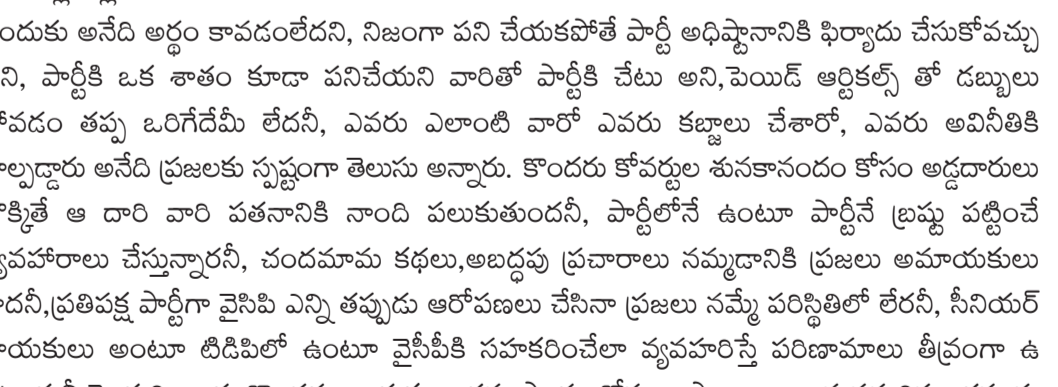 ందుకు అనేది అర్థం కావడంలేదని, నిజంగా పని చేయకపోతే పార్టీ అధిష్టానానికి ఫిర్యాదు చేసుకోవచ్చు
ని, పార్టీకి ఒక శాతం కూడా పనిచేయని వారితో పార్టీకి చేటు అని,పెయిడ్ ఆర్టికల్స్ తో డబ్బులు
ోవడం తప్ప ఒరిగేదేమీ లేదనీ, ఎవరు ఎలాంటి వారో ఎవరు కబ్జాలు చేశారో, ఎవరు అవినీతికి
ాల్పడ్డారు అనేది ప్రజలకు స్పష్టంగా తెలుసు అన్నారు. కొందరు కోవర్టుల శునకానందం కోసం అడ్డదారులు
ొక్కితే ఆ దారి వారి పతనానికి నాంది పలుకుతుందనీ, పార్టీలోనే ఉంటూ పార్టీనే బ్రష్టు పట్టించే
్యవహారాలు చేస్తున్నారనీ, చందమామ కథలు,అబద్ధపు ప్రచారాలు నమ్మడానికి ప్రజలు అమాయకులు
ాదనీ,ప్రతిపక్ష పార్టీగా వైసిపి ఎన్ని తప్పుడు ఆరోపణలు చేసినా ప్రజలు నమ్మే పరిస్థితిలో లేరనీ, సీనియర్
ాయకులు అంటూ టిడిపిలో ఉంటూ వైసీపీకి సహకరించేలా వ్యవహరిస్తే పరిణామాలు తీవ్రంగా ఉ